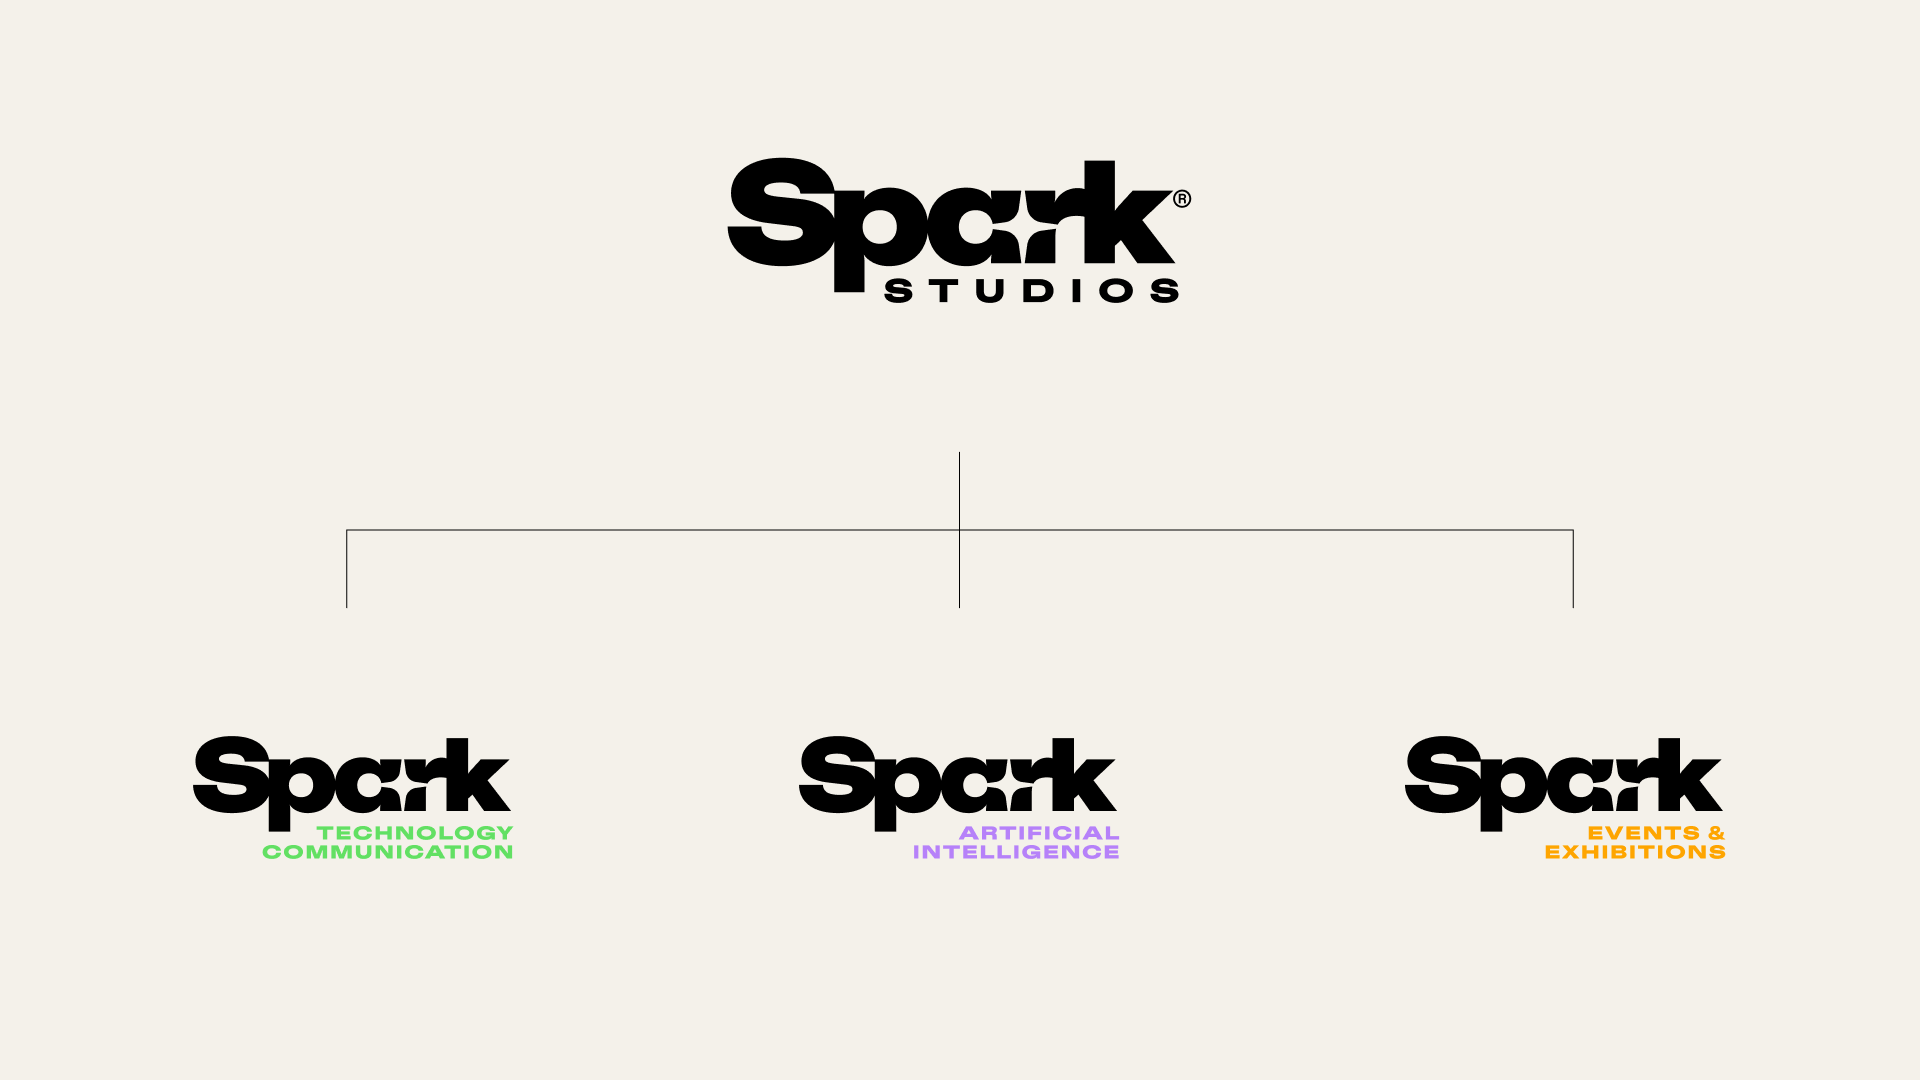 Spark®
STUDIOS
Spark
TECHNOLOGY
COMMUNICATION
Spark
ARTIFICIAL
INTELLIGENCE
Spark
EVENTS &
EXHIBITIONS